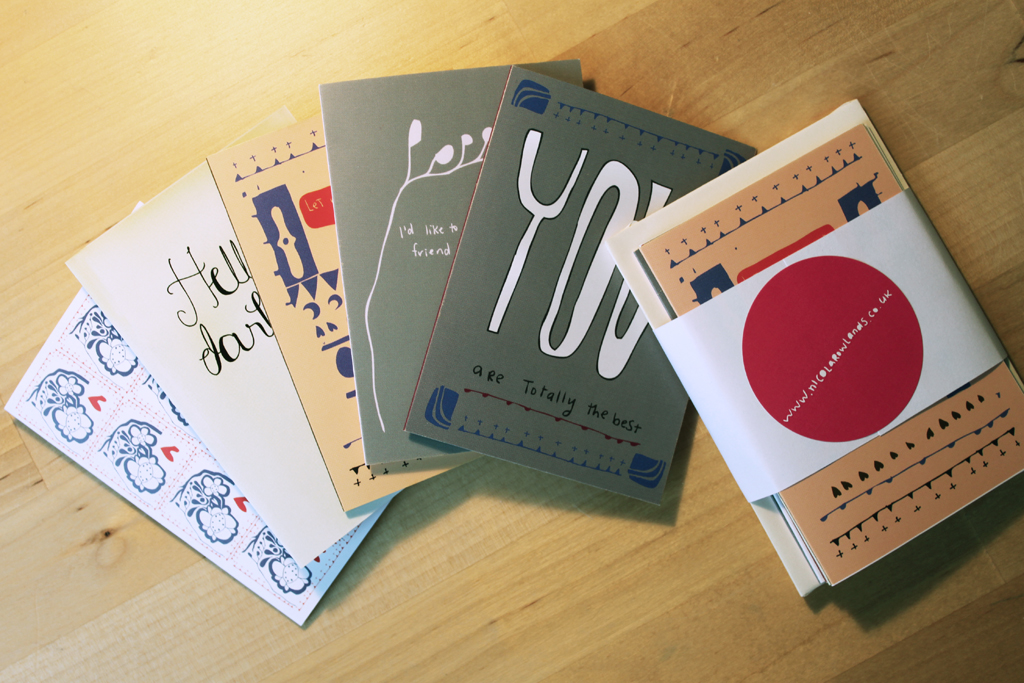 Hell
darl
LET
I'd like to
friend
YOU
are Totally the best
www.NICOLAROWLANDS.co.uk